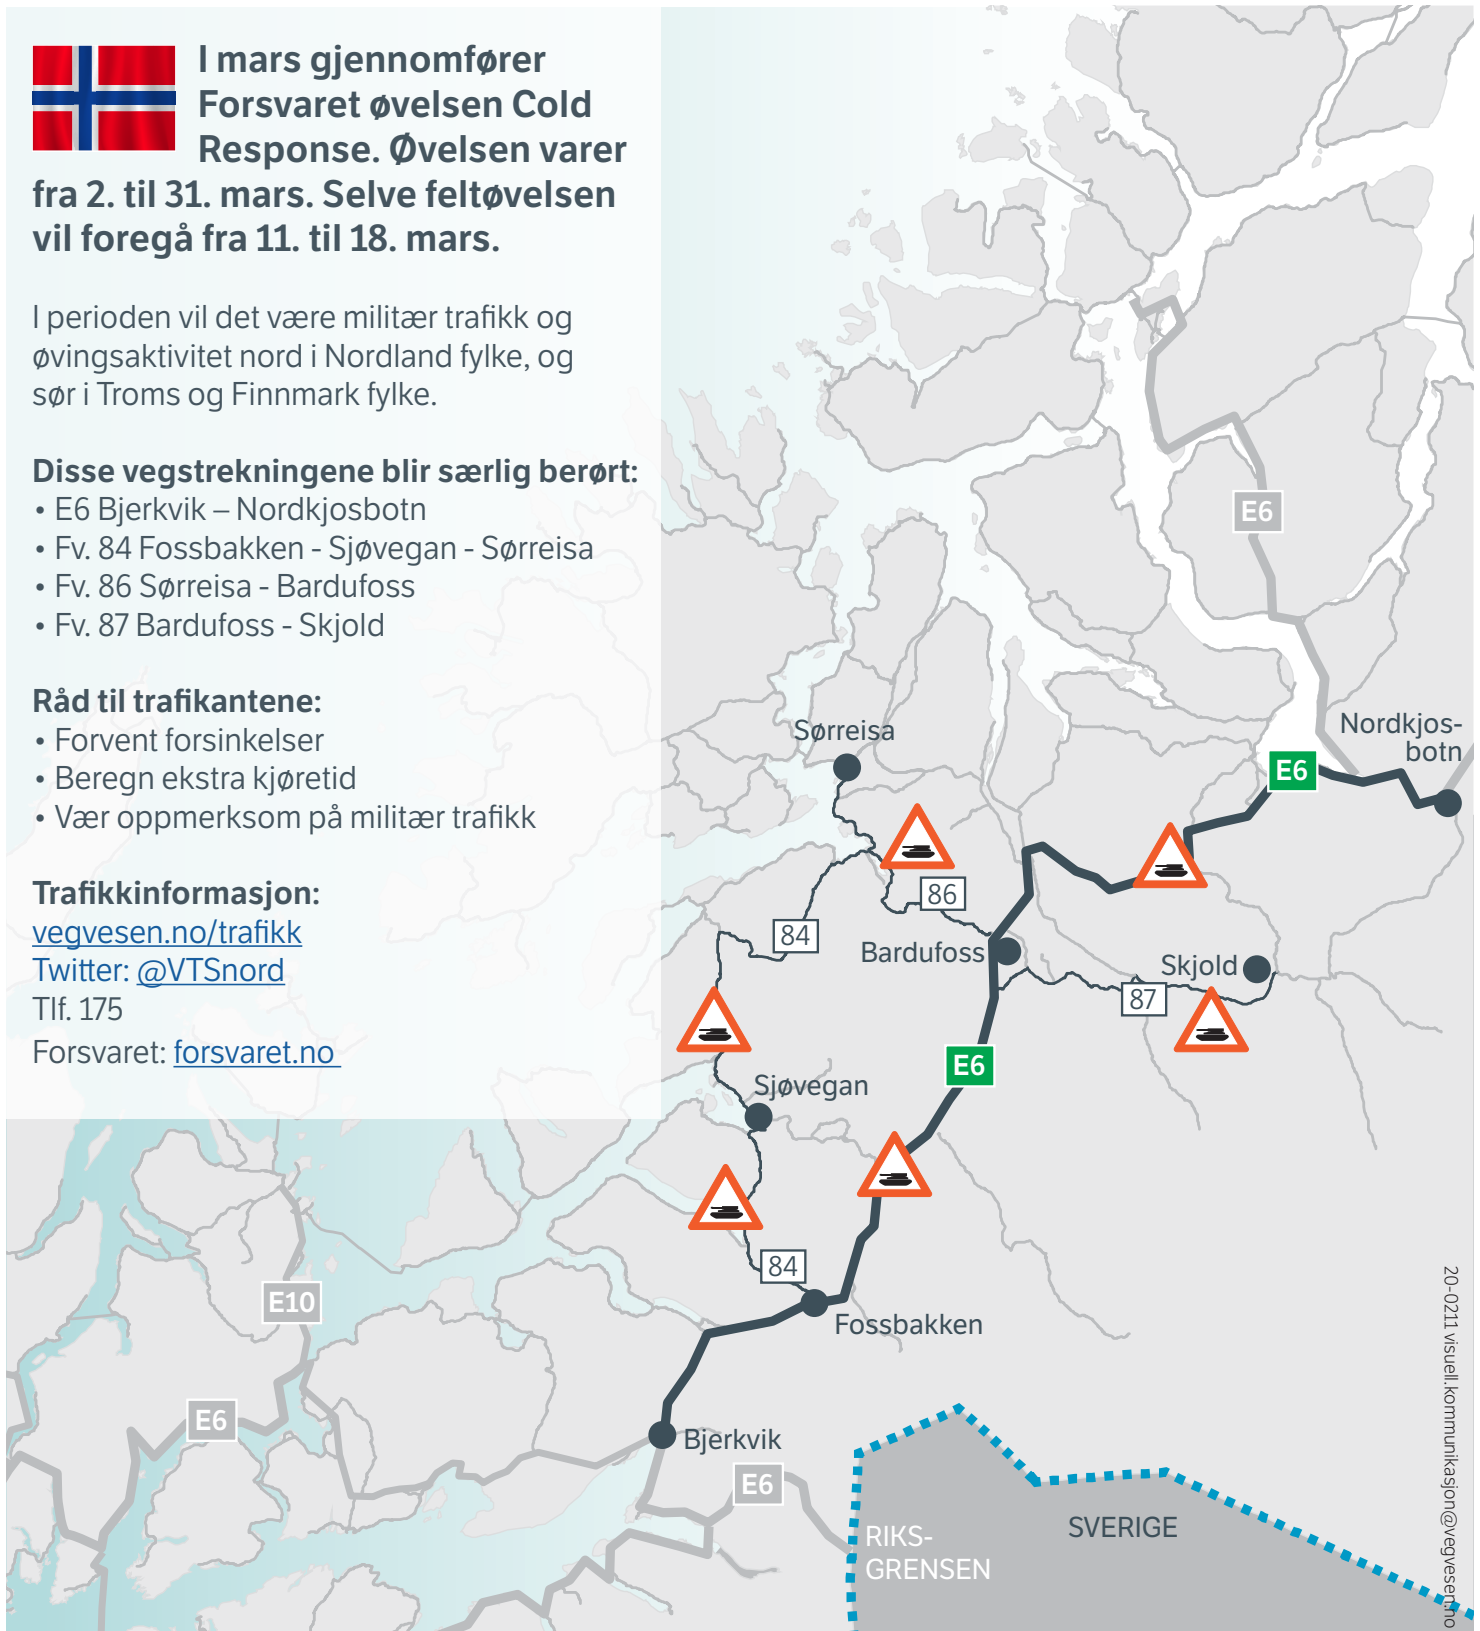 I mars gjennomfører
Forsvaret øvelsen Cold
Response. Øvelsen varer
fra 2. til 31. mars. Selve feltøvelsen
vil foregå fra 11. til 18. mars.
I perioden vil det være militær trafikk og
øvingsaktivitet nord i Nordland fylke, og
sør i Troms og Finnmark fylke.
Disse vegstrekningene blir særlig berørt:
• E6 Bjerkvik – Nordkjosbotn
• Fv. 84 Fossbakken - Sjøvegan - Sørreisa
• Fv. 86 Sørreisa - Bardufoss
• Fv. 87 Bardufoss - Skjold
Råd til trafikantene:
• Forvent forsinkelser
• Beregn ekstra kjøretid
• Vær oppmerksom på militær trafikk
Trafikkinformasjon:
vegvesen.no/trafikk
Twitter: @VTSnord
Tlf. 175
Forsvaret: forsvaret.no
E6
Nordkjos-
botn
Sørreisa
E6
86
84
Bardufoss
Skjold
87
E6
Sjøvegan
84
E10
Fossbakken
E6
Bjerkvik
E6
RIKS-
GRENSEN
SVERIGE
20-0211 visuell.kommunikasjon@vegvesen.no